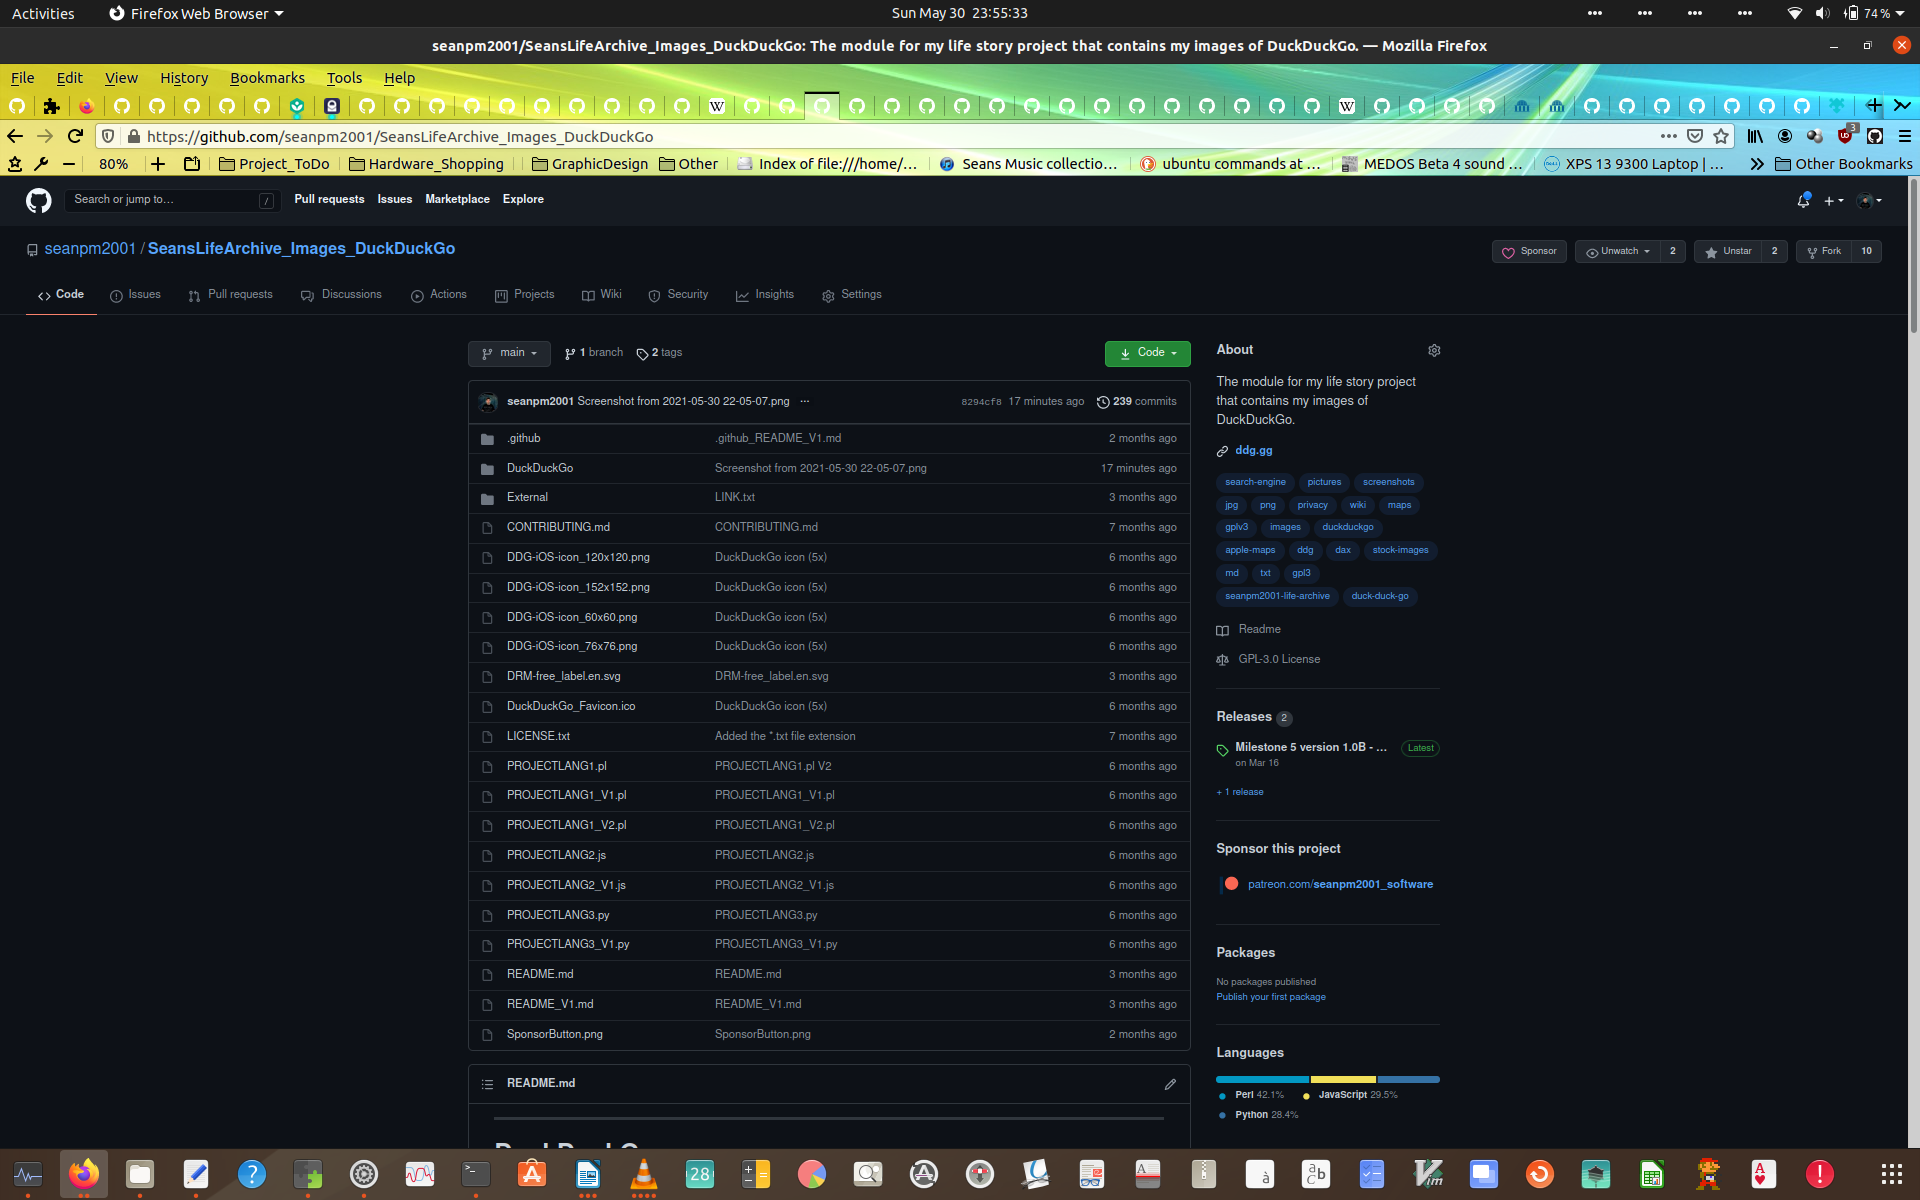 Activities
Firefox Web Browser
Sun May 30 23:55:33
74 %
seanpm2001/SeansLifeArchive_Images_DuckDuckGo: The module for my life story project that contains my images of DuckDuckGo. — Mozilla Firefox
File Edit View History Bookmarks Tools Help
https://github.com/seanpm2001/SeansLifeArchive_Images_DuckDuckGo
3
80%
Project_ToDo
Hardware_Shopping
GraphicDesign
Other
Index of file:///home/…
Seans Music collectio…
ubuntu commands at …
MEDOS Beta 4 sound …
XPS 13 9300 Laptop | …
Other Bookmarks
Search or jump to… /
Pull requests Issues Marketplace Explore
seanpm2001 / SeansLifeArchive_Images_DuckDuckGo
Sponsor
Unwatch 2
Unstar 2
Fork 10
Code Issues Pull requests Discussions Actions Projects Wiki Security Insights Settings
main 1 branch 2 tags
Code
seanpm2001 Screenshot from 2021-05-30 22-05-07.png ... 8294cf8 17 minutes ago 239 commits
.github .github_README_V1.md 2 months ago
DuckDuckGo Screenshot from 2021-05-30 22-05-07.png 17 minutes ago
External LINK.txt 3 months ago
CONTRIBUTING.md CONTRIBUTING.md 7 months ago
DDG-iOS-icon_120x120.png DuckDuckGo icon (5x) 6 months ago
DDG-iOS-icon_152x152.png DuckDuckGo icon (5x) 6 months ago
DDG-iOS-icon_60x60.png DuckDuckGo icon (5x) 6 months ago
DDG-iOS-icon_76x76.png DuckDuckGo icon (5x) 6 months ago
DRM-free_label.en.svg DRM-free_label.en.svg 3 months ago
DuckDuckGo_Favicon.ico DuckDuckGo icon (5x) 6 months ago
LICENSE.txt Added the *.txt file extension 7 months ago
PROJECTLANG1.pl PROJECTLANG1.pl V2 6 months ago
PROJECTLANG1_V1.pl PROJECTLANG1_V1.pl 6 months ago
PROJECTLANG1_V2.pl PROJECTLANG1_V2.pl 6 months ago
PROJECTLANG2.js PROJECTLANG2.js 6 months ago
PROJECTLANG2_V1.js PROJECTLANG2_V1.js 6 months ago
PROJECTLANG3.py PROJECTLANG3.py 6 months ago
PROJECTLANG3_V1.py PROJECTLANG3_V1.py 6 months ago
README.md README.md 3 months ago
README_V1.md README_V1.md 3 months ago
SponsorButton.png SponsorButton.png 2 months ago
README.md
About
The module for my life story project
that contains my images of
DuckDuckGo.
ddg.gg
search-engine pictures screenshots
jpg png privacy wiki maps
gplv3 images duckduckgo
apple-maps ddg dax stock-images
md txt gpl3
seanpm2001-life-archive duck-duck-go
Readme
GPL-3.0 License
Releases 2
Milestone 5 version 1.0B - ... Latest
on Mar 16
+ 1 release
Sponsor this project
patreon.com/seanpm2001_software
Packages
No packages published
Publish your first package
Languages
Perl 42.1% JavaScript 29.5%
Python 28.4%
28